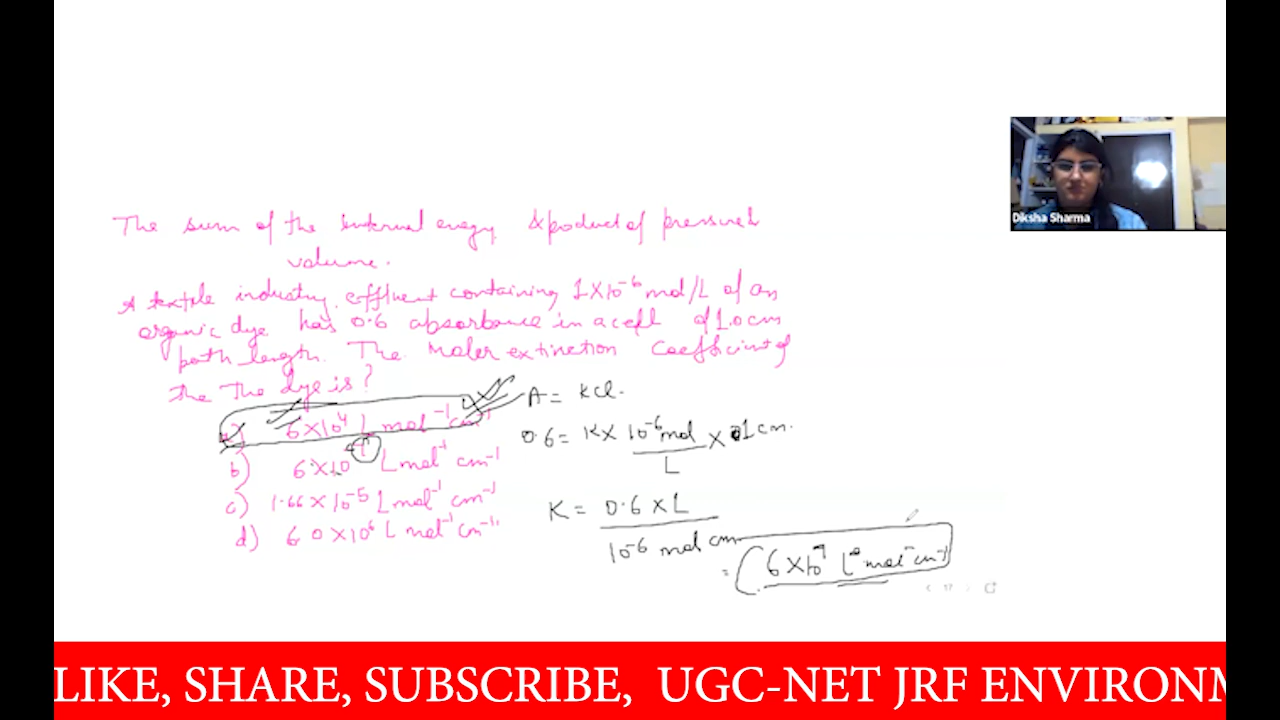 Diksha Sharma
The sum of the internal energy & product of pressure &
volume.
A textile industry effluent containing 1×10⁻⁶ mol/L of an
organic dye has 0.6 absorbance in a cell of 1.0 cm
path length. The Molar extinction coefficient of
the The dye is?
6×10⁴ L mol⁻¹ cm⁻¹
b) 6×10 L mol⁻¹ cm⁻¹
c) 1.66×10⁻⁵ L mol⁻¹ cm⁻¹
d) 6.0×10⁶ L mol⁻¹ cm⁻¹
A = KCl.
0.6 = K× 10⁻⁶ mol × 1 cm.
L
K = 0.6 × L
10⁻⁶ mol cm
= 6×10 L mol⁻ cm⁻¹
17
LIKE, SHARE, SUBSCRIBE, UGC-NET JRF ENVIRONM